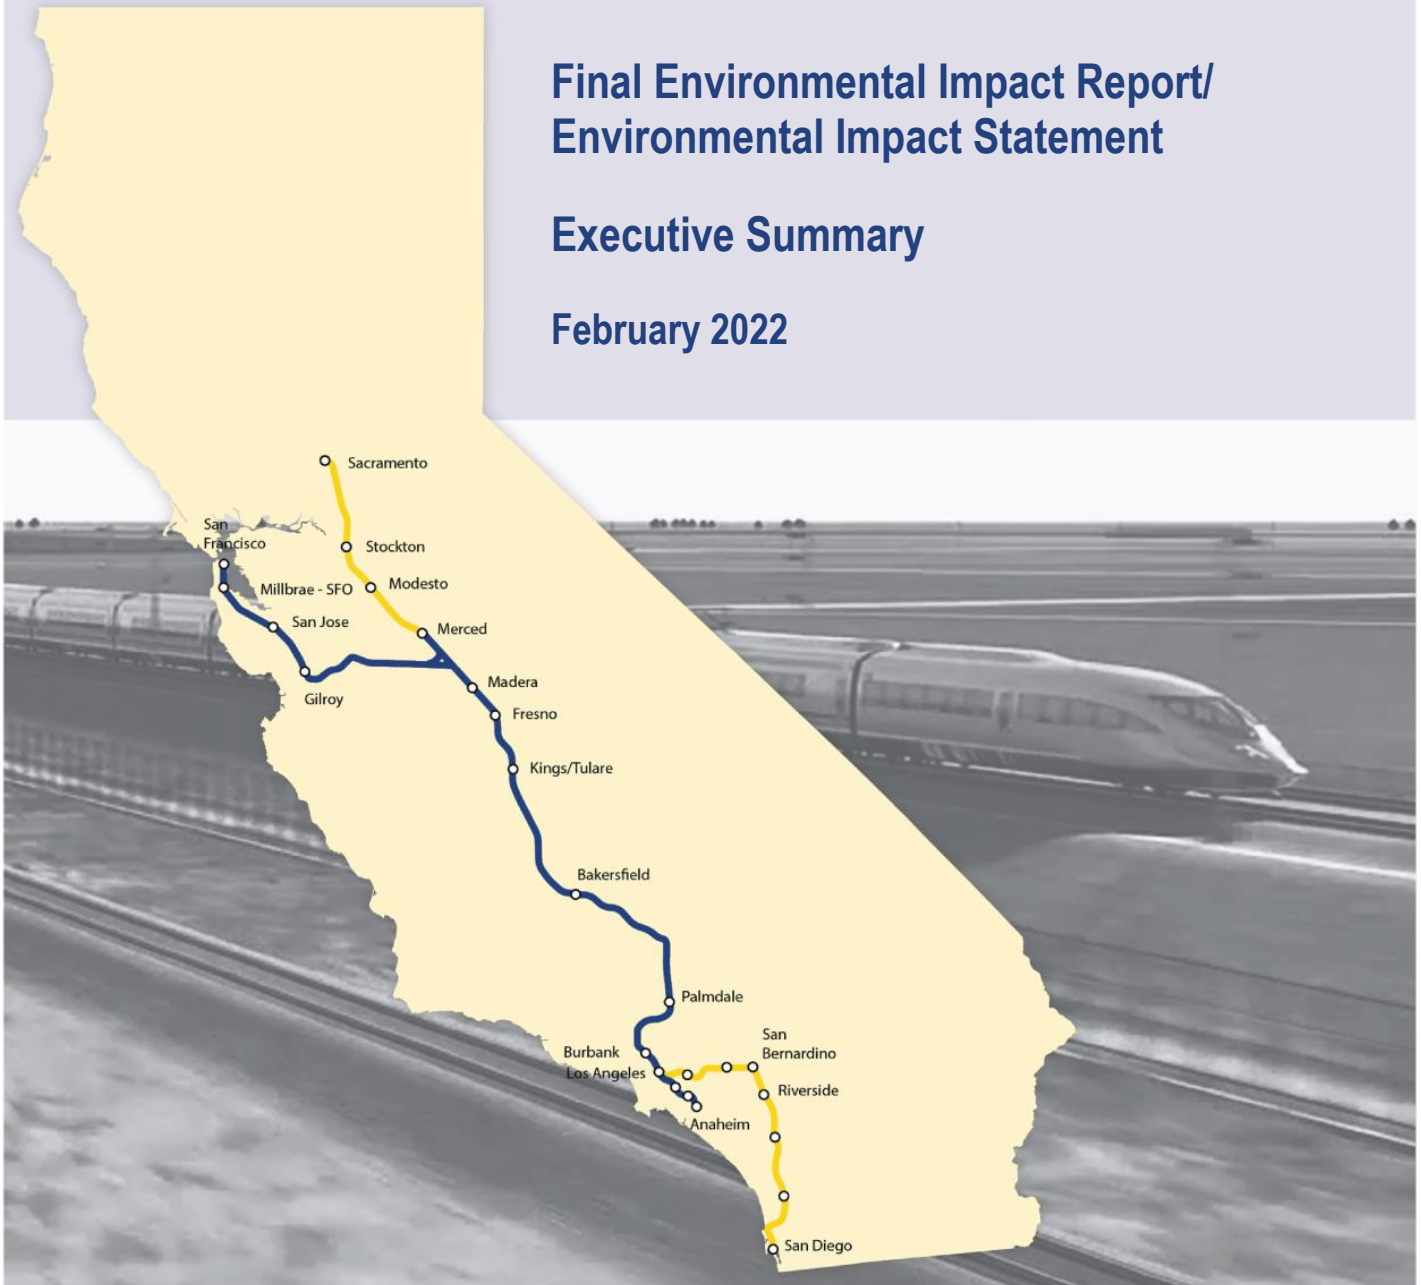 Final Environmental Impact Report/
Environmental Impact Statement
Executive Summary
February 2022
Sacramento
San
Francisco
Stockton
Millbrae - SFO
Modesto
San Jose
Merced
Gilroy
Madera
Fresno
Kings/Tulare
Bakersfield
Palmdale
Burbank
Los Angeles
San
Bernardino
Riverside
Anaheim
San Diego